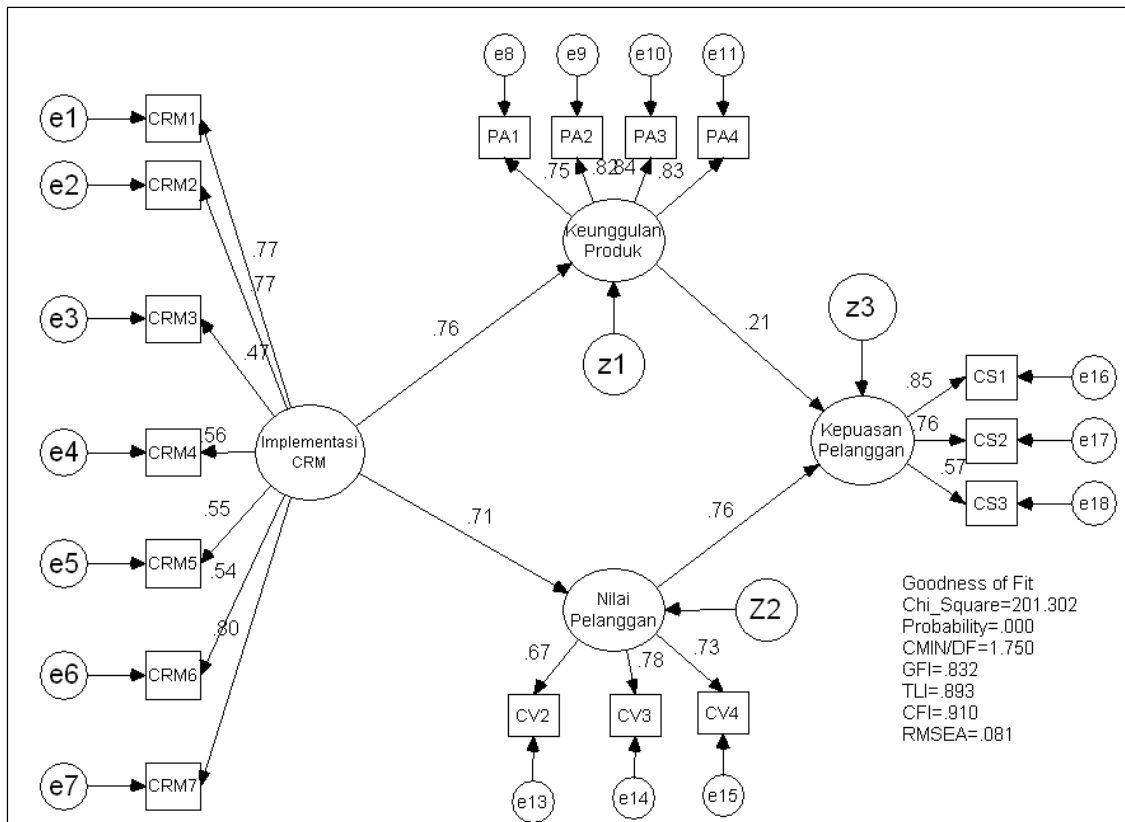 e8
e9
e10
e11
PA1
PA2
PA3
PA4
.75
.82
.84
.83
Keunggulan
Produk
z1
e1
CRM1
e2
CRM2
e3
CRM3
e4
CRM4
e5
CRM5
e6
CRM6
e7
CRM7
.77
.77
.47
.56
.55
.54
.80
Implementasi
CRM
.76
.71
.21
.76
z3
Kepuasan
Pelanggan
.85
.76
.57
CS1
e16
CS2
e17
CS3
e18
Nilai
Pelanggan
Z2
.67
.78
.73
CV2
CV3
CV4
e13
e14
e15
Goodness of Fit
Chi_Square=201.302
Probability=.000
CMIN/DF=1.750
GFI=.832
TLI=.893
CFI=.910
RMSEA=.081